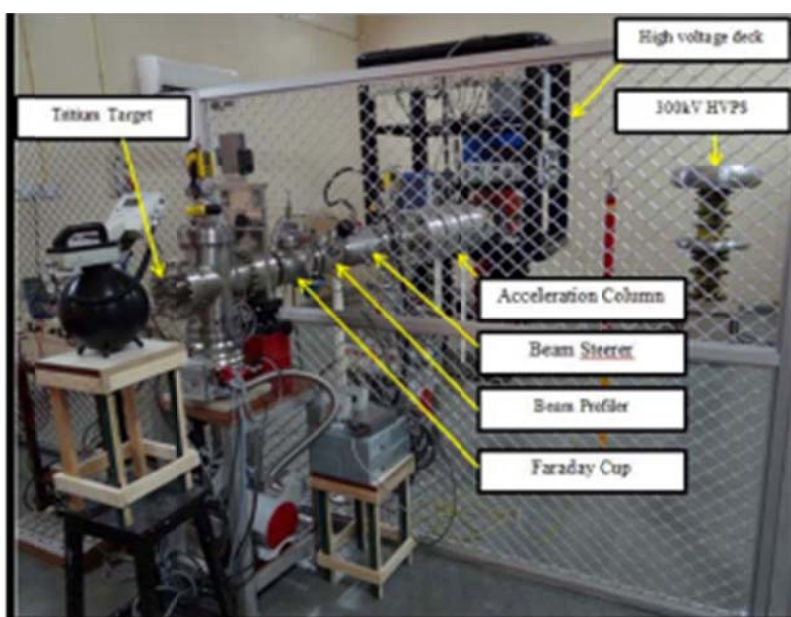 High voltage deck
300kV HVPS
Tritium Target
Acceleration Column
Beam Steerer
Beam Profiler
Faraday Cup